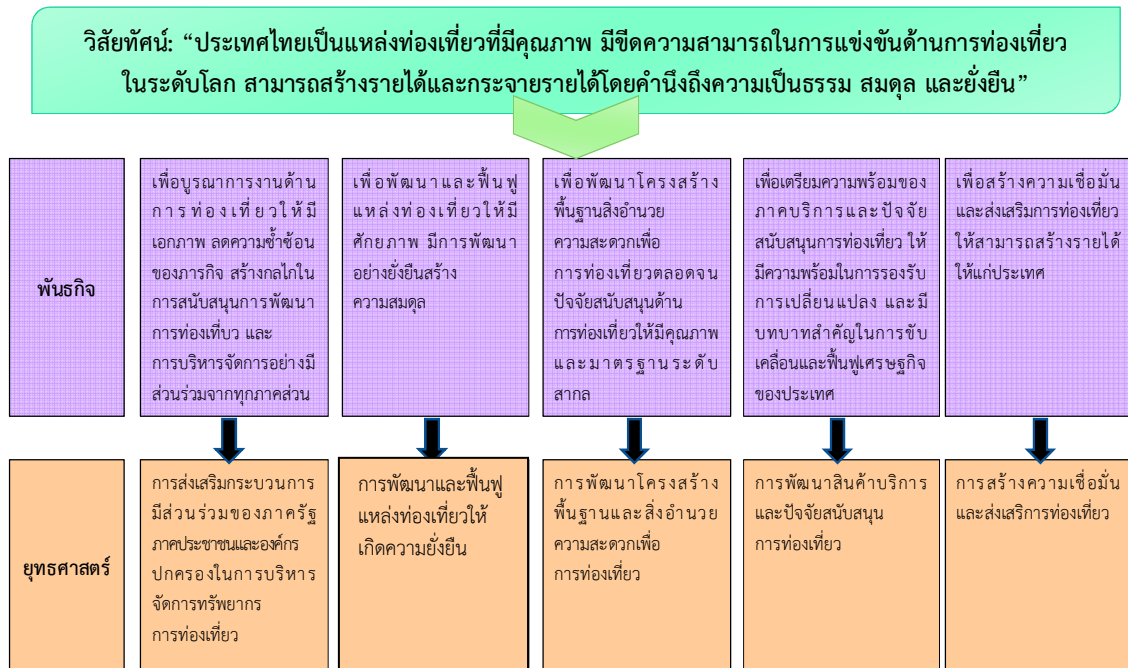 วิสัยทัศน์: “ประเทศไทยเป็นแหล่งท่องเที่ยวที่มีคุณภาพ มีขีดความสามารถในการแข่งขันด้านการท่องเที่ยว
ในระดับโลก สามารถสร้างรายได้และกระจายรายได้โดยคำนึงถึงความเป็นธรรม สมดุล และยั่งยืน”
พันธกิจ
เพื่อบูรณาการงานด้าน
การท่องเที่ยวให้มี
เอกภาพ ลดความซ้ำซ้อน
ของภารกิจ สร้างกลไกใน
การสนับสนุนการพัฒนา
การท่องเที่บว และ
การบริหารจัดการอย่างมี
ส่วนร่วมจากทุกภาคส่วน
เพื่อพัฒนาและฟื้นฟู
แหล่งท่องเที่ยวให้มี
ศักยภาพ มีการพัฒนา
อย่างยั่งยืนสร้าง
ความสมดุล
เพื่อพัฒนาโครงสร้าง
พื้นฐานสิ่งอำนวย
ความสะดวกเพื่อ
การท่องเที่ยวตลอดจน
ปัจจัยสนับสนุนด้าน
การท่องเที่ยวให้มีคุณภาพ
และมาตรฐานระดับ
สากล
เพื่อเตรียมความพร้อมของ
ภาคบริการและปัจจัย
สนับสนุนการท่องเที่ยว ให้
มีความพร้อมในการรองรับ
การเปลี่ยนแปลง และมี
บทบาทสำคัญในการขับ
เคลื่อนและฟื้นฟูเศรษฐกิจ
ของประเทศ
เพื่อสร้างความเชื่อมั่น
และส่งเสริมการท่องเที่ยว
ให้สามารถสร้างรายได้
ให้แก่ประเทศ
ยุทธศาสตร์
การส่งเสริมกระบวนการ
มีส่วนร่วมของภาครัฐ
ภาคประชาชนและองค์กร
ปกครองในการบริหาร
จัดการทรัพยากร
การท่องเที่ยว
การพัฒนาและฟื้นฟู
แหล่งท่องเที่ยวให้
เกิดความยั่งยืน
การพัฒนาโครงสร้าง
พื้นฐานและสิ่งอำนวย
ความสะดวกเพื่อ
การท่องเที่ยว
การพัฒนาสินค้าบริการ
และปัจจัยสนับสนุน
การท่องเที่ยว
การสร้างความเชื่อมั่น
และส่งเสริการท่องเที่ยว